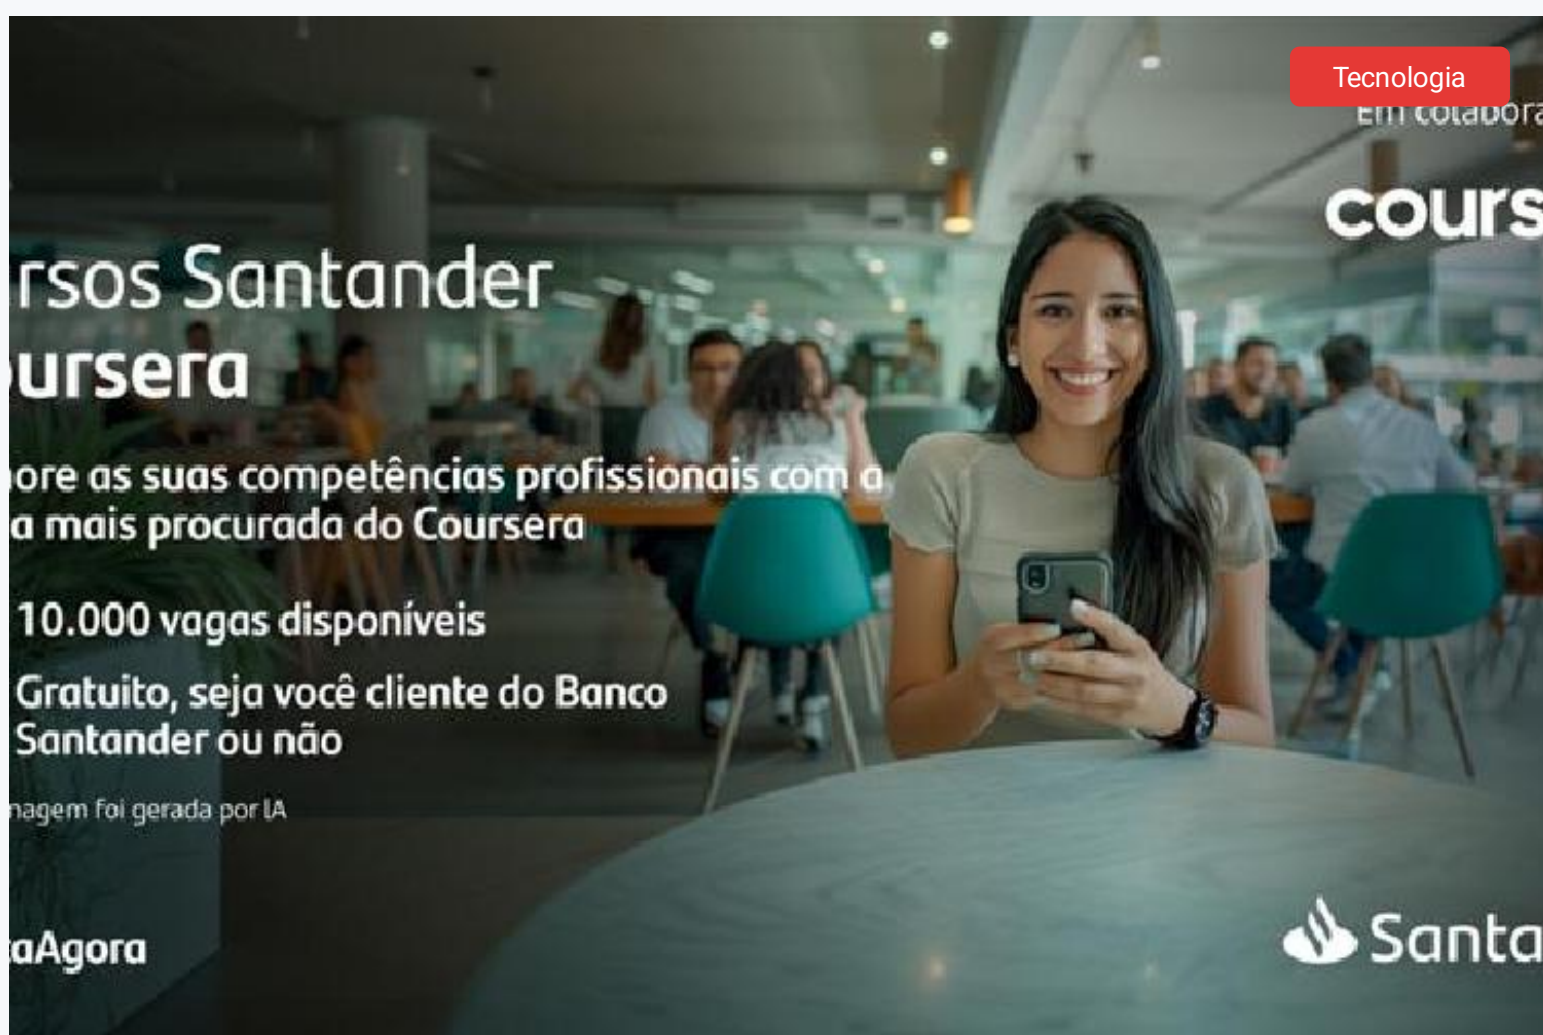 Tecnologia
Em colabora
cours
rsos Santander
oursera
ore as suas competências profissionais com a
a mais procurada do Coursera
10.000 vagas disponíveis
Gratuito, seja você cliente do Banco
Santander ou não
nagem foi gerada por IA
aAgora
Santa